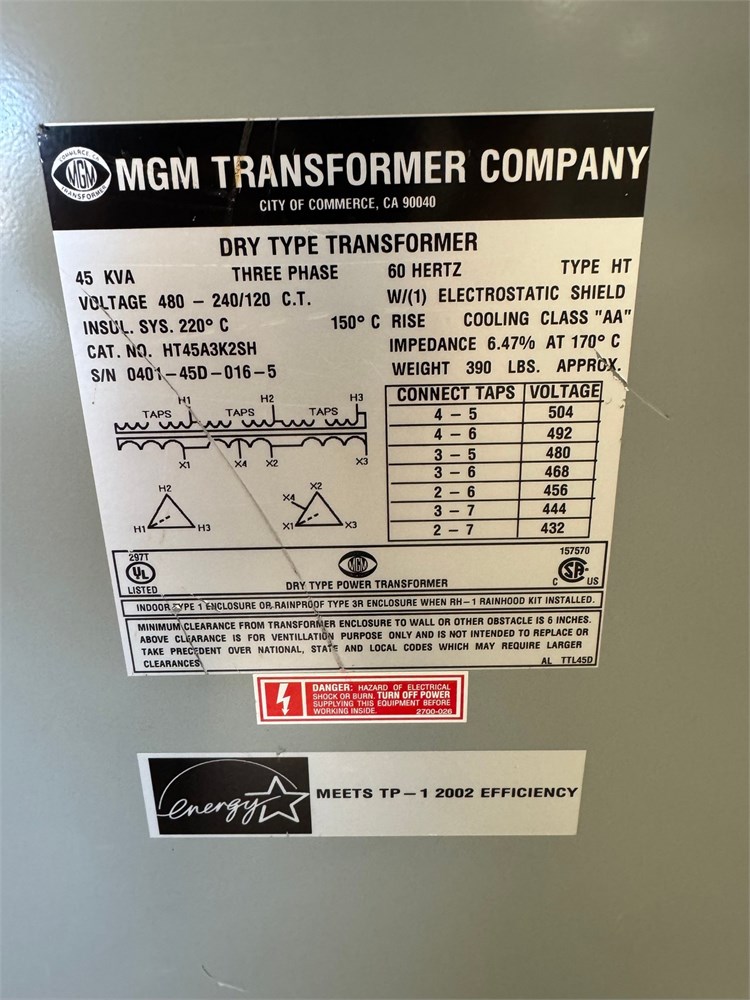 COMMERCE, CA
MGM
TRANSFORMER
MGM TRANSFORMER COMPANY
CITY OF COMMERCE, CA 90040
DRY TYPE TRANSFORMER
45 KVA THREE PHASE 60 HERTZ TYPE HT
VOLTAGE 480 - 240/120 C.T. W/(1) ELECTROSTATIC SHIELD
INSUL. SYS. 220° C 150° C RISE COOLING CLASS "AA"
CAT. NO. HT45A3K2SH IMPEDANCE 6.47% AT 170° C
S/N 0401-45D-016-5 WEIGHT 390 LBS. APPROX.
H1 H2 H3
TAPS TAPS TAPS
X1 X4 X2 X3
H2
H1 H3
X2
X4
X1 X3
CONNECT TAPS VOLTAGE
4 - 5 504
4 - 6 492
3 - 5 480
3 - 6 468
2 - 6 456
3 - 7 444
2 - 7 432
297T
UL
LISTED
MGM
DRY TYPE POWER TRANSFORMER
157570
C SA US
INDOOR TYPE 1 ENCLOSURE OR RAINPROOF TYPE 3R ENCLOSURE WHEN RH-1 RAINHOOD KIT INSTALLED.
MINIMUM CLEARANCE FROM TRANSFORMER ENCLOSURE TO WALL OR OTHER OBSTACLE IS 6 INCHES.
ABOVE CLEARANCE IS FOR VENTILATION PURPOSE ONLY AND IS NOT INTENDED TO REPLACE OR
TAKE PRECEDENT OVER NATIONAL, STATE AND LOCAL CODES WHICH MAY REQUIRE LARGER
CLEARANCES. AL TTL45D
DANGER: HAZARD OF ELECTRICAL
SHOCK OR BURN. TURN OFF POWER
SUPPLYING THIS EQUIPMENT BEFORE
WORKING INSIDE. 2700-026
energy
MEETS TP-1 2002 EFFICIENCY